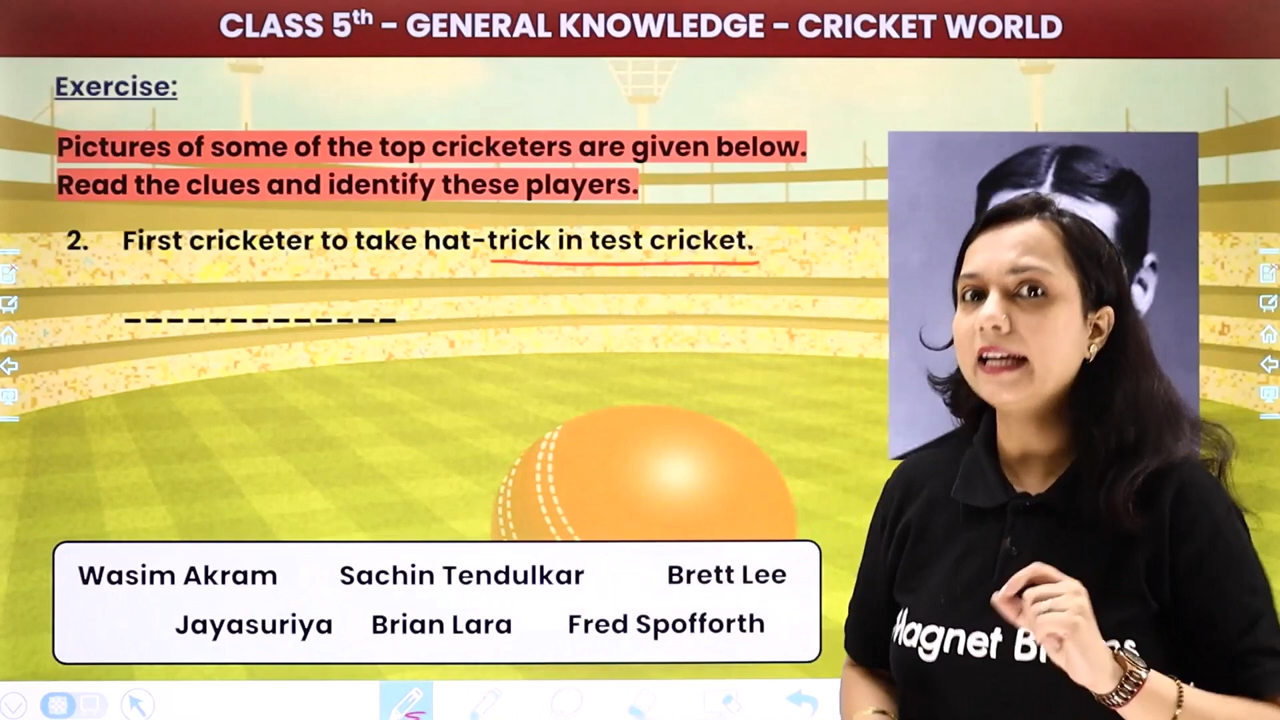 CLASS 5th – GENERAL KNOWLEDGE – CRICKET WORLD
Exercise:
Pictures of some of the top cricketers are given below.
Read the clues and identify these players.
2. First cricketer to take hat-trick in test cricket.
_____________
Wasim Akram Sachin Tendulkar Brett Lee
Jayasuriya Brian Lara Fred Spofforth
Magnet